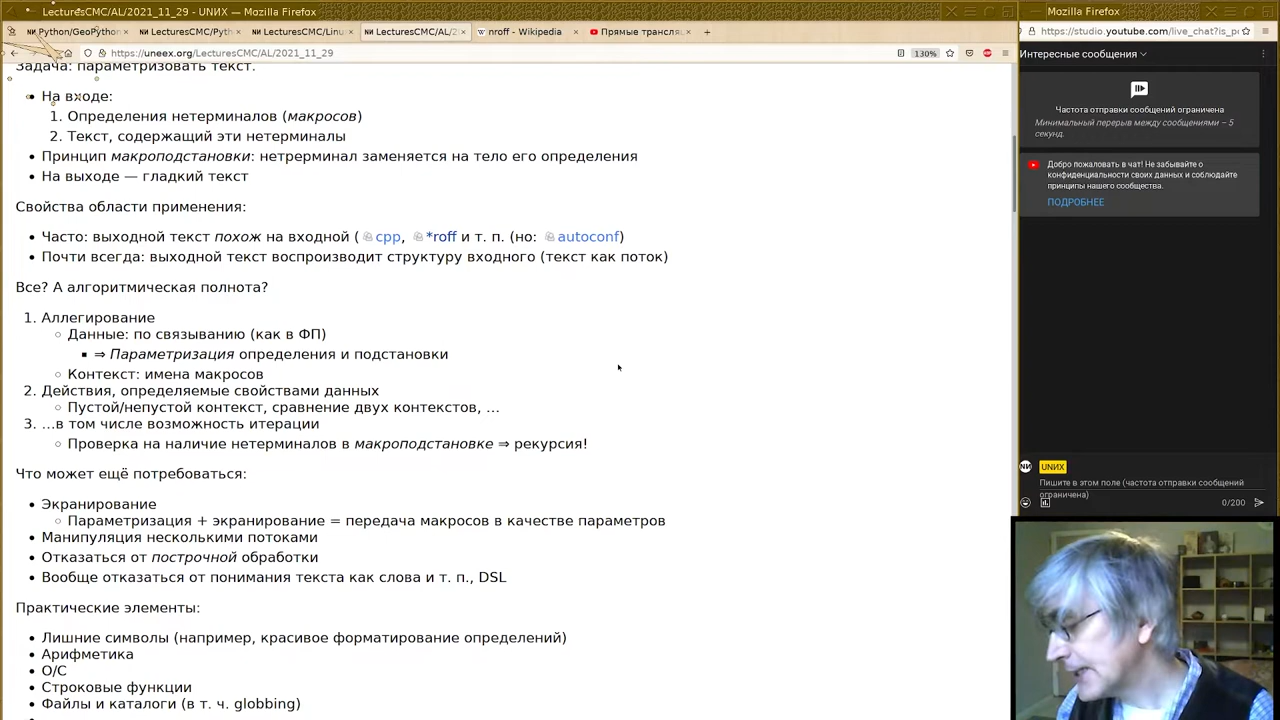 LecturesCMC/AL/2021_11_29 - UNИX — Mozilla Firefox
Mozilla Firefox
Python/GeoPython
LecturesCMC/Pyth
LecturesCMC/Linu
LecturesCMC/AL/2
nroff - Wikipedia
Прямые трансляц
https://uneex.org/LecturesCMC/AL/2021_11_29
130%
https://studio.youtube.com/live_chat?is_p
Задача: параметризовать текст.
• На входе:
1. Определения нетерминалов (макросов)
2. Текст, содержащий эти нетерминалы
• Принцип макроподстановки: нетрерминал заменяется на тело его определения
• На выходе — гладкий текст
Свойства области применения:
• Часто: выходной текст похож на входной ( cpp, *roff и т. п. (но: autoconf)
• Почти всегда: выходной текст воспроизводит структуру входного (текст как поток)
Все? А алгоритмическая полнота?
1. Аллегирование
◦ Данные: по связыванию (как в ФП)
▪ ⇒ Параметризация определения и подстановки
◦ Контекст: имена макросов
2. Действия, определяемые свойствами данных
◦ Пустой/непустой контекст, сравнение двух контекстов, …
3. …в том числе возможность итерации
◦ Проверка на наличие нетерминалов в макроподстановке ⇒ рекурсия!
Что может ещё потребоваться:
• Экранирование
◦ Параметризация + экранирование = передача макросов в качестве параметров
• Манипуляция несколькими потоками
• Отказаться от построчной обработки
• Вообще отказаться от понимания текста как слова и т. п., DSL
Практические элементы:
• Лишние символы (например, красивое форматирование определений)
• Арифметика
• О/С
• Строковые функции
• Файлы и каталоги (в т. ч. globbing)
Интересные сообщения
Частота отправки сообщений ограничена
Минимальный перерыв между сообщениями – 5
секунд.
Добро пожаловать в чат! Не забывайте о
конфиденциальности своих данных и соблюдайте
принципы нашего сообщества.
ПОДРОБНЕЕ
UNИX
Пишите в этом поле (частота отправки сообщений
ограничена)
0/200